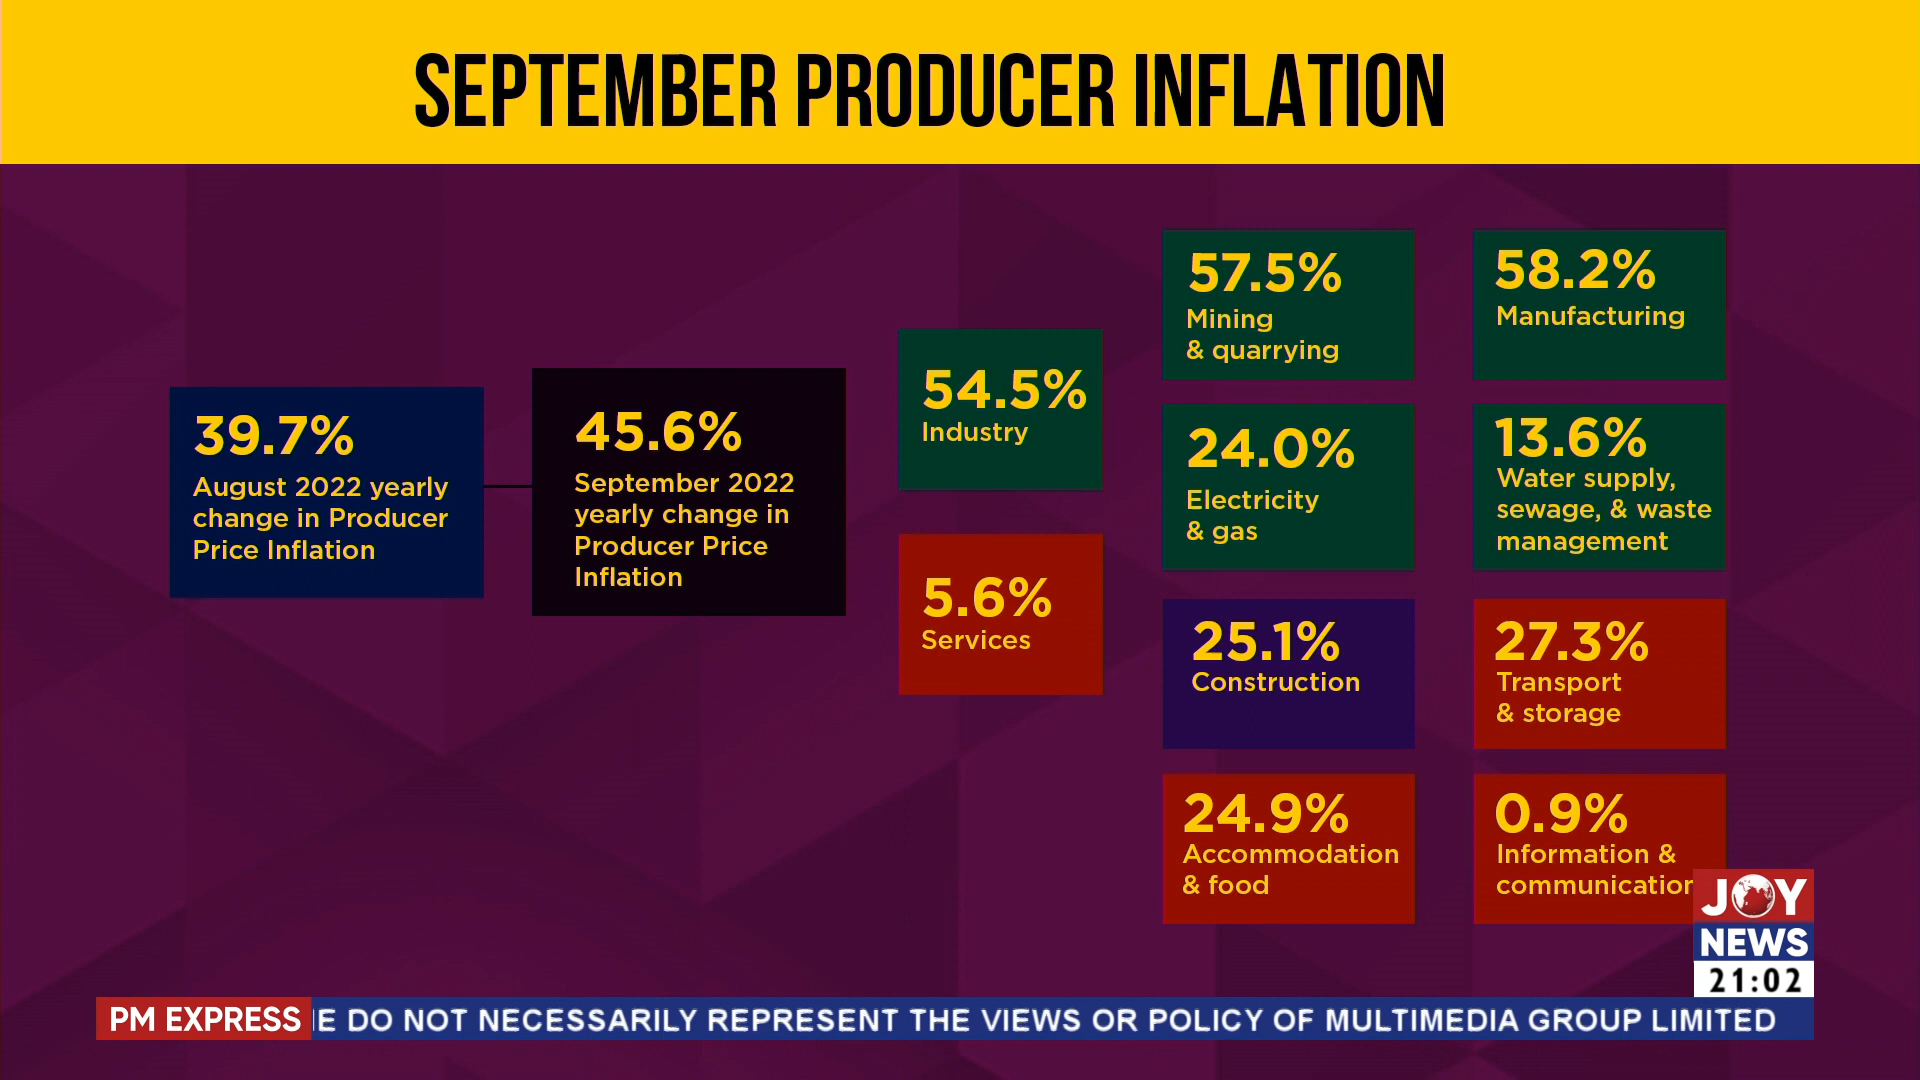 SEPTEMBER PRODUCER INFLATION
39.7%
August 2022 yearly
change in Producer
Price Inflation
45.6%
September 2022
yearly change in
Producer Price
Inflation
54.5%
Industry
5.6%
Services
57.5%
Mining
& quarrying
58.2%
Manufacturing
24.0%
Electricity
& gas
13.6%
Water supply,
sewage, & waste
management
25.1%
Construction
27.3%
Transport
& storage
24.9%
Accommodation
& food
0.9%
Information &
communication
JOY
NEWS
21:02
PM EXPRESS
E DO NOT NECESSARILY REPRESENT THE VIEWS OR POLICY OF MULTIMEDIA GROUP LIMITED